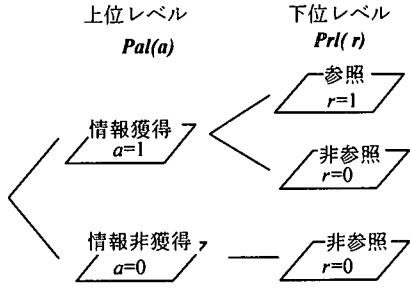 上位レベル 下位レベル
Pal(a) Prl( r)
参照
r=1
情報獲得
a=1
非参照
r=0
情報非獲得
a=0
非参照
r=0